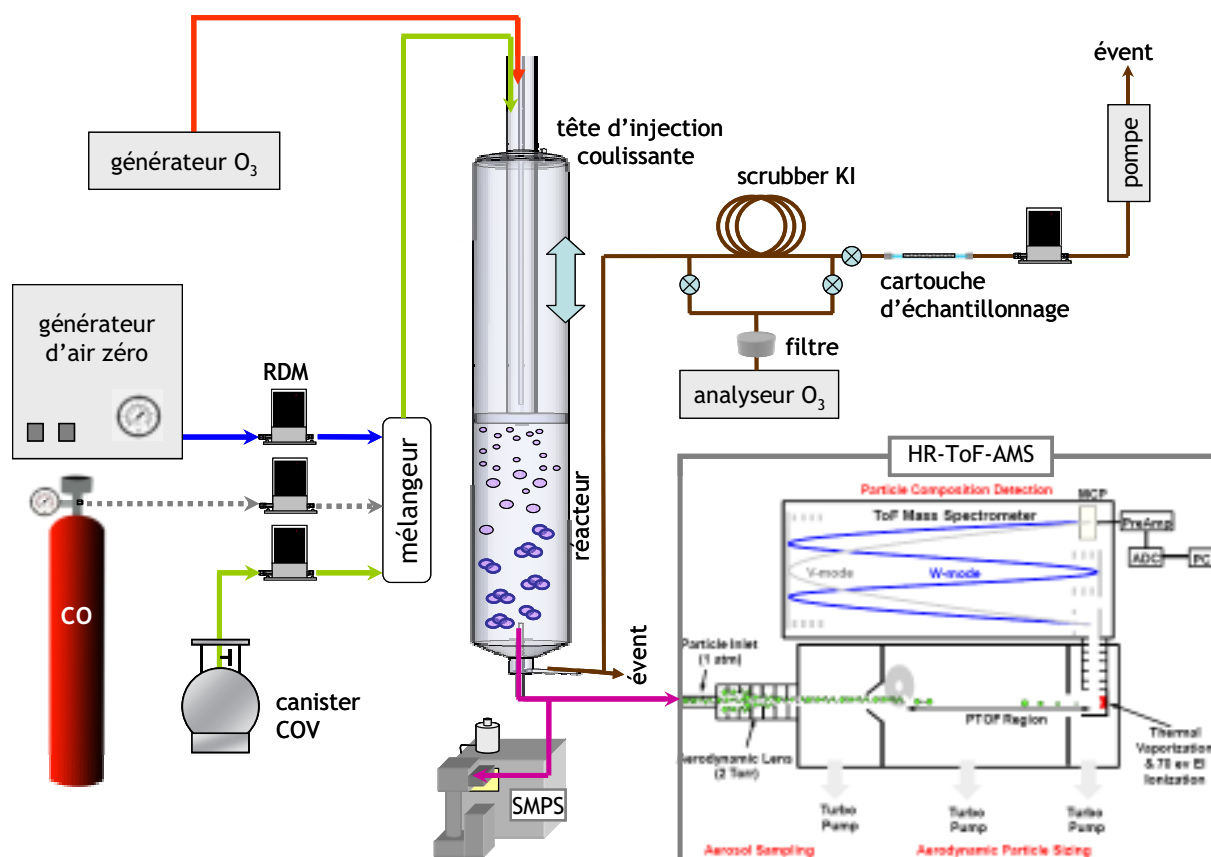 évent
pompe
tête d'injection
coulissante
générateur O₃
scrubber KI
cartouche
d'échantillonnage
générateur
d'air zéro
RDM
filtre
analyseur O₃
mélangeur
réacteur
CO
canister
COV
évent
SMPS
HR-ToF-AMS
Particle Composition Detection
MCP
ToF Mass Spectrometer
PreAmp
ADC
PC
V-mode
W-mode
Particle Inlet
(1 atm)
PTOF Region
Aerodynamic Lens
(2 Torr)
Thermal
Vaporization
& 70 ev EI
Ionization
Turbo
Pump
Turbo
Pump
Turbo
Pump
Aerosol Sampling
Aerodynamic Particle Sizing